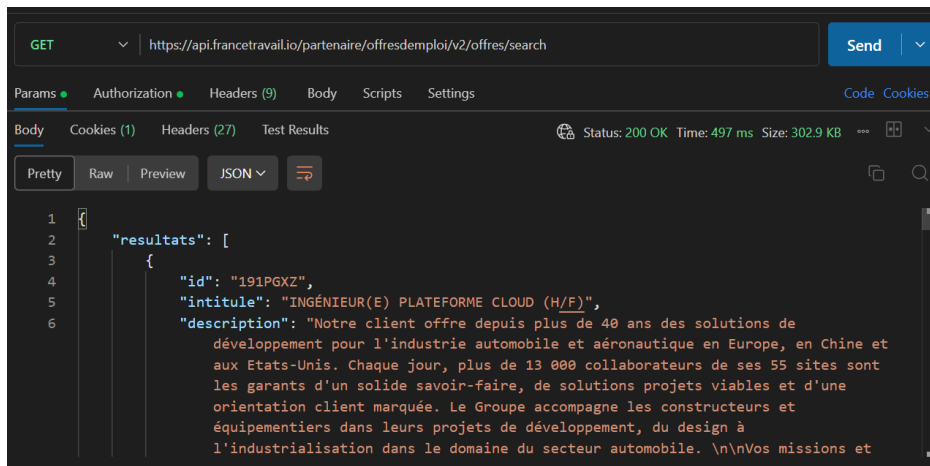 GET https://api.francetravail.io/partenaire/offresdemploi/v2/offres/search Send
Params Authorization Headers (9) Body Scripts Settings Code Cookies
Body Cookies (1) Headers (27) Test Results Status: 200 OK Time: 497 ms Size: 302.9 KB
Pretty Raw Preview JSON
1 {
2 "resultats": [
3 {
4 "id": "191PGXZ",
5 "intitule": "INGÉNIEUR(E) PLATEFORME CLOUD (H/F)",
6 "description": "Notre client offre depuis plus de 40 ans des solutions de
développement pour l'industrie automobile et aéronautique en Europe, en Chine et
aux Etats-Unis. Chaque jour, plus de 13 000 collaborateurs de ses 55 sites sont
les garants d'un solide savoir-faire, de solutions projets viables et d'une
orientation client marquée. Le Groupe accompagne les constructeurs et
équipementiers dans leurs projets de développement, du design à
l'industrialisation dans le domaine du secteur automobile. \n\nVos missions et